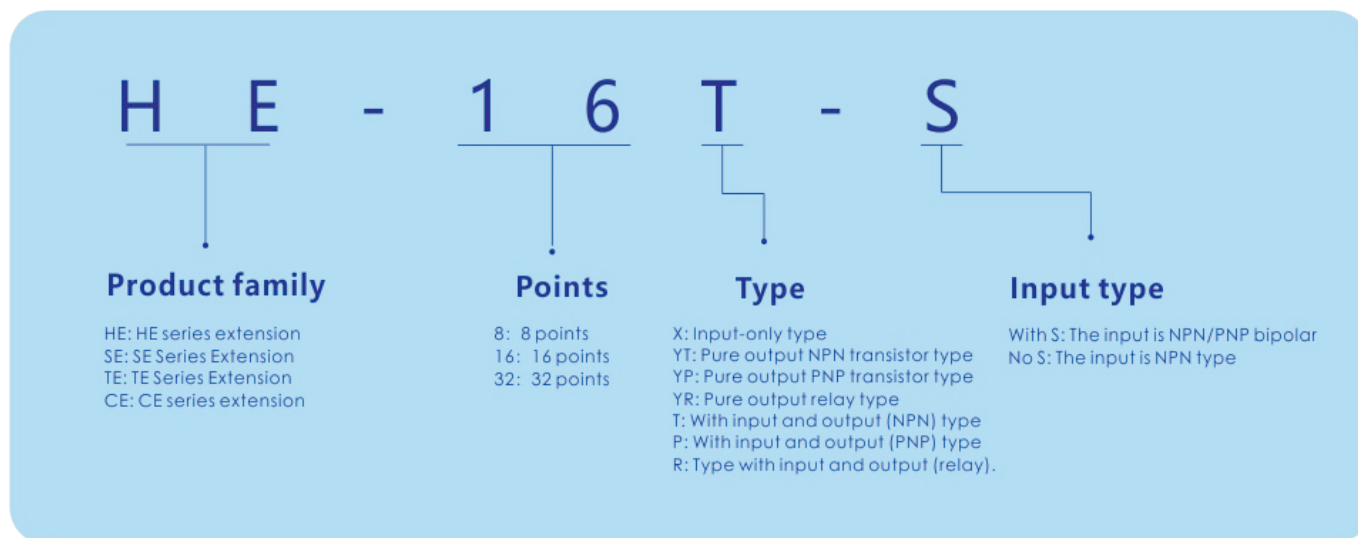 H E - 1 6 T - S
Product family
HE: HE series extension
SE: SE Series Extension
TE: TE Series Extension
CE: CE series extension
Points
8: 8 points
16: 16 points
32: 32 points
Type
X: Input-only type
YT: Pure output NPN transistor type
YP: Pure output PNP transistor type
YR: Pure output relay type
T: With input and output (NPN) type
P: With input and output (PNP) type
R: Type with input and output (relay).
Input type
With S: The input is NPN/PNP bipolar
No S: The input is NPN type